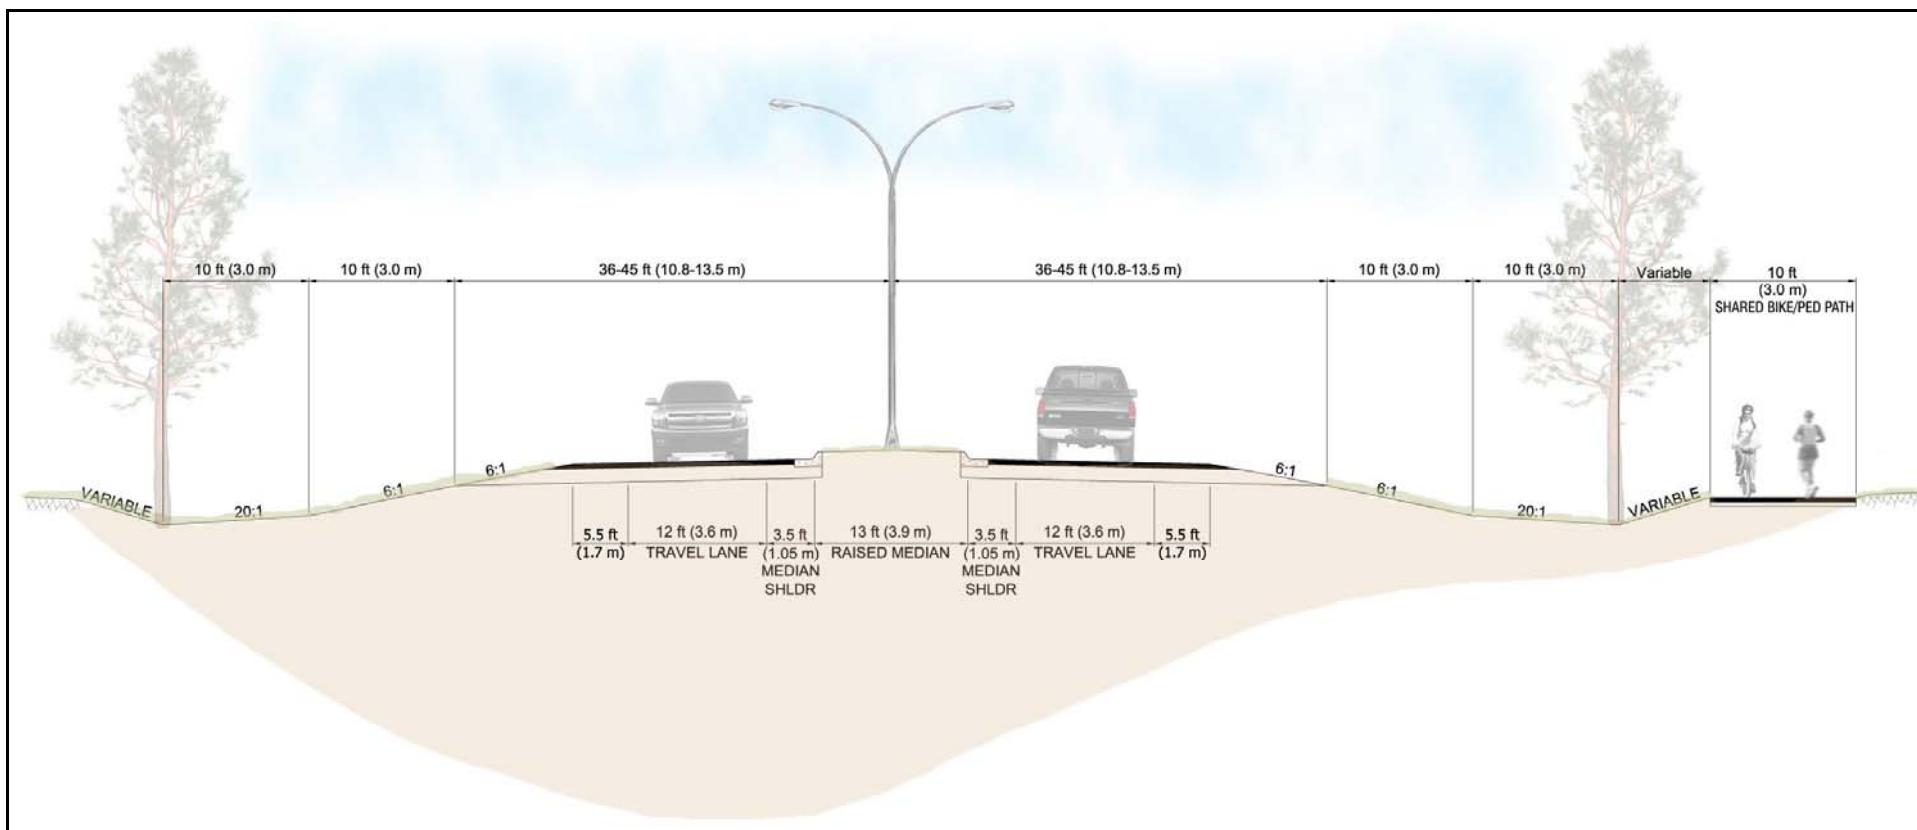 10 ft (3.0 m)
10 ft (3.0 m)
36-45 ft (10.8-13.5 m)
36-45 ft (10.8-13.5 m)
10 ft (3.0 m)
10 ft (3.0 m)
Variable
10 ft
(3.0 m)
SHARED BIKE/PED PATH
VARIABLE
20:1
6:1
6:1
6:1
6:1
20:1
VARIABLE
5.5 ft
(1.7 m)
12 ft (3.6 m)
TRAVEL LANE
3.5 ft
(1.05 m)
MEDIAN
SHLDR
13 ft (3.9 m)
RAISED MEDIAN
3.5 ft
(1.05 m)
MEDIAN
SHLDR
12 ft (3.6 m)
TRAVEL LANE
5.5 ft
(1.7 m)